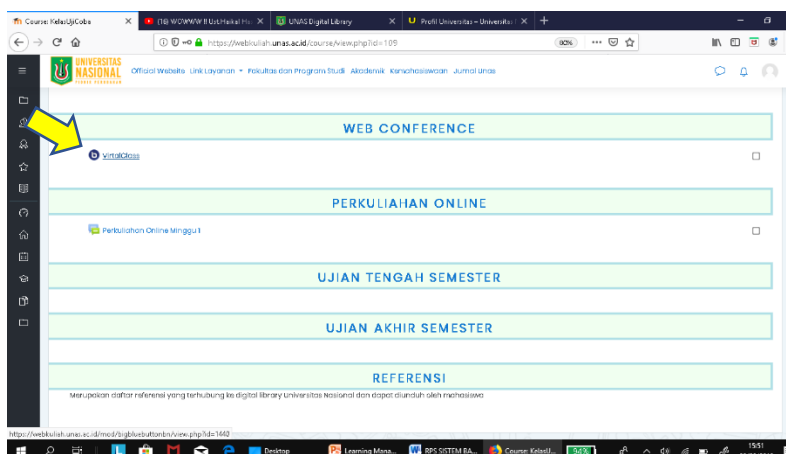 Course: KelasUjiCoba
(16) WOWWW !! Ust.Haikal Ha
UNAS Digital Library
Profil Universitas – Universitas
https://webkuliah.unas.ac.id/course/view.php?id=109
80%
UNIVERSITAS NASIONAL
Official Website Link Layanan Fakultas dan Program Studi Akademik Kemahasiswaan Jurnal Unas
WEB CONFERENCE
VirtalClass
PERKULIAHAN ONLINE
Perkuliahan Online Minggu 1
UJIAN TENGAH SEMESTER
UJIAN AKHIR SEMESTER
REFERENSI
Merupakan daftar referensi yang terhubung ke digital library Universitas Nasional dan dapat diunduh oleh mahasiswa
https://webkuliah.unas.ac.id/mod/bigbluebuttonbn/view.php?id=1440
Desktop
Learning Mana...
RPS SISTEM BA...
Course: KelasU...
94%
15:51